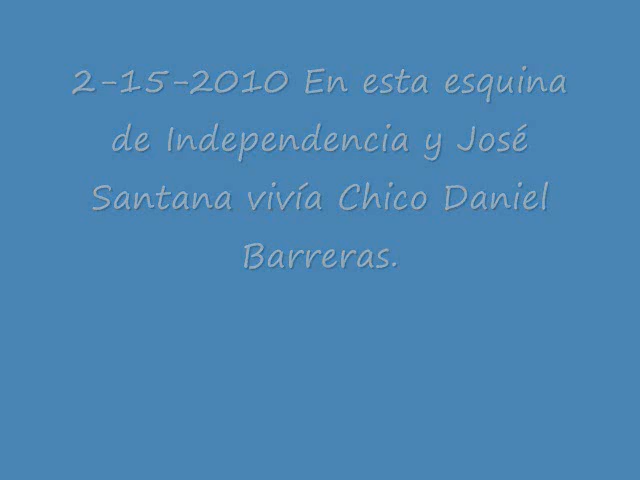 2-15-2010 En esta esquina
de Independencia y José
Santana vivía Chico Daniel
Barreras.